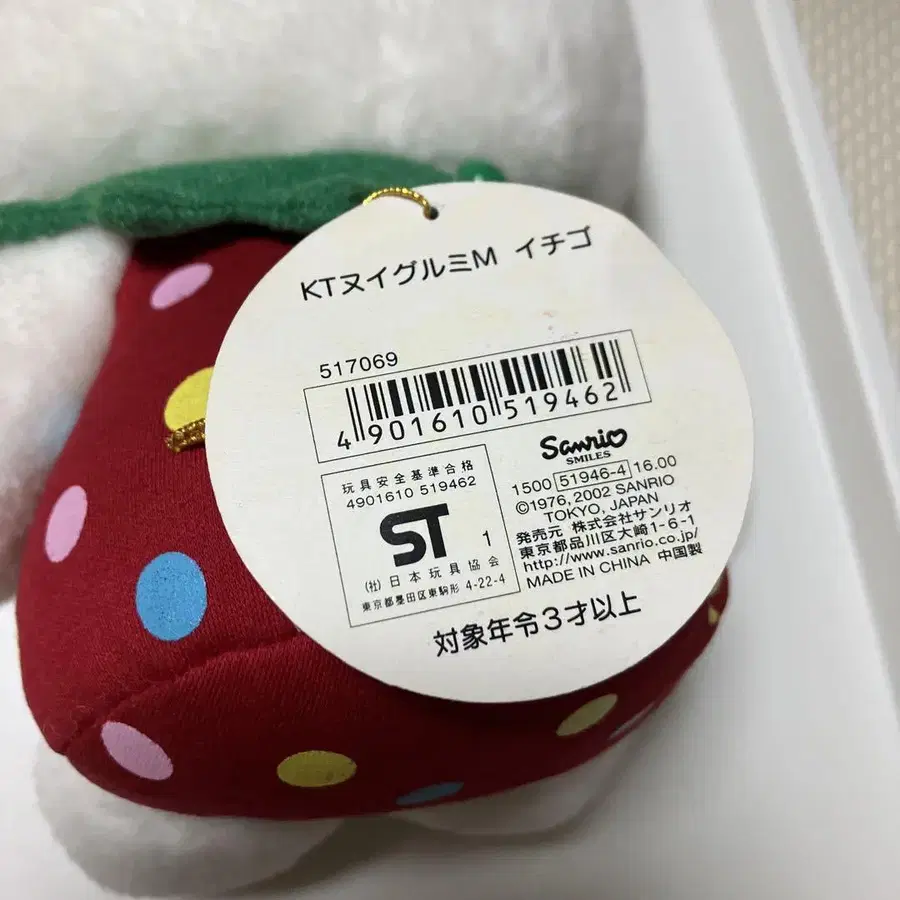 KTヌイグルミM イチゴ
517069
4 901610 519462
玩具安全基準合格
4901610 519462
ST 1
(社)日本玩具協会
東京都墨田区東駒形 4-22-4
Sanrio
SMILES
1500 51946-4 16.00
©1976, 2002 SANRIO
TOKYO, JAPAN
発売元 株式会社サンリオ
東京都品川区大崎1-6-1
http://www.sanrio.co.jp/
MADE IN CHINA 中国製
対象年令3才以上